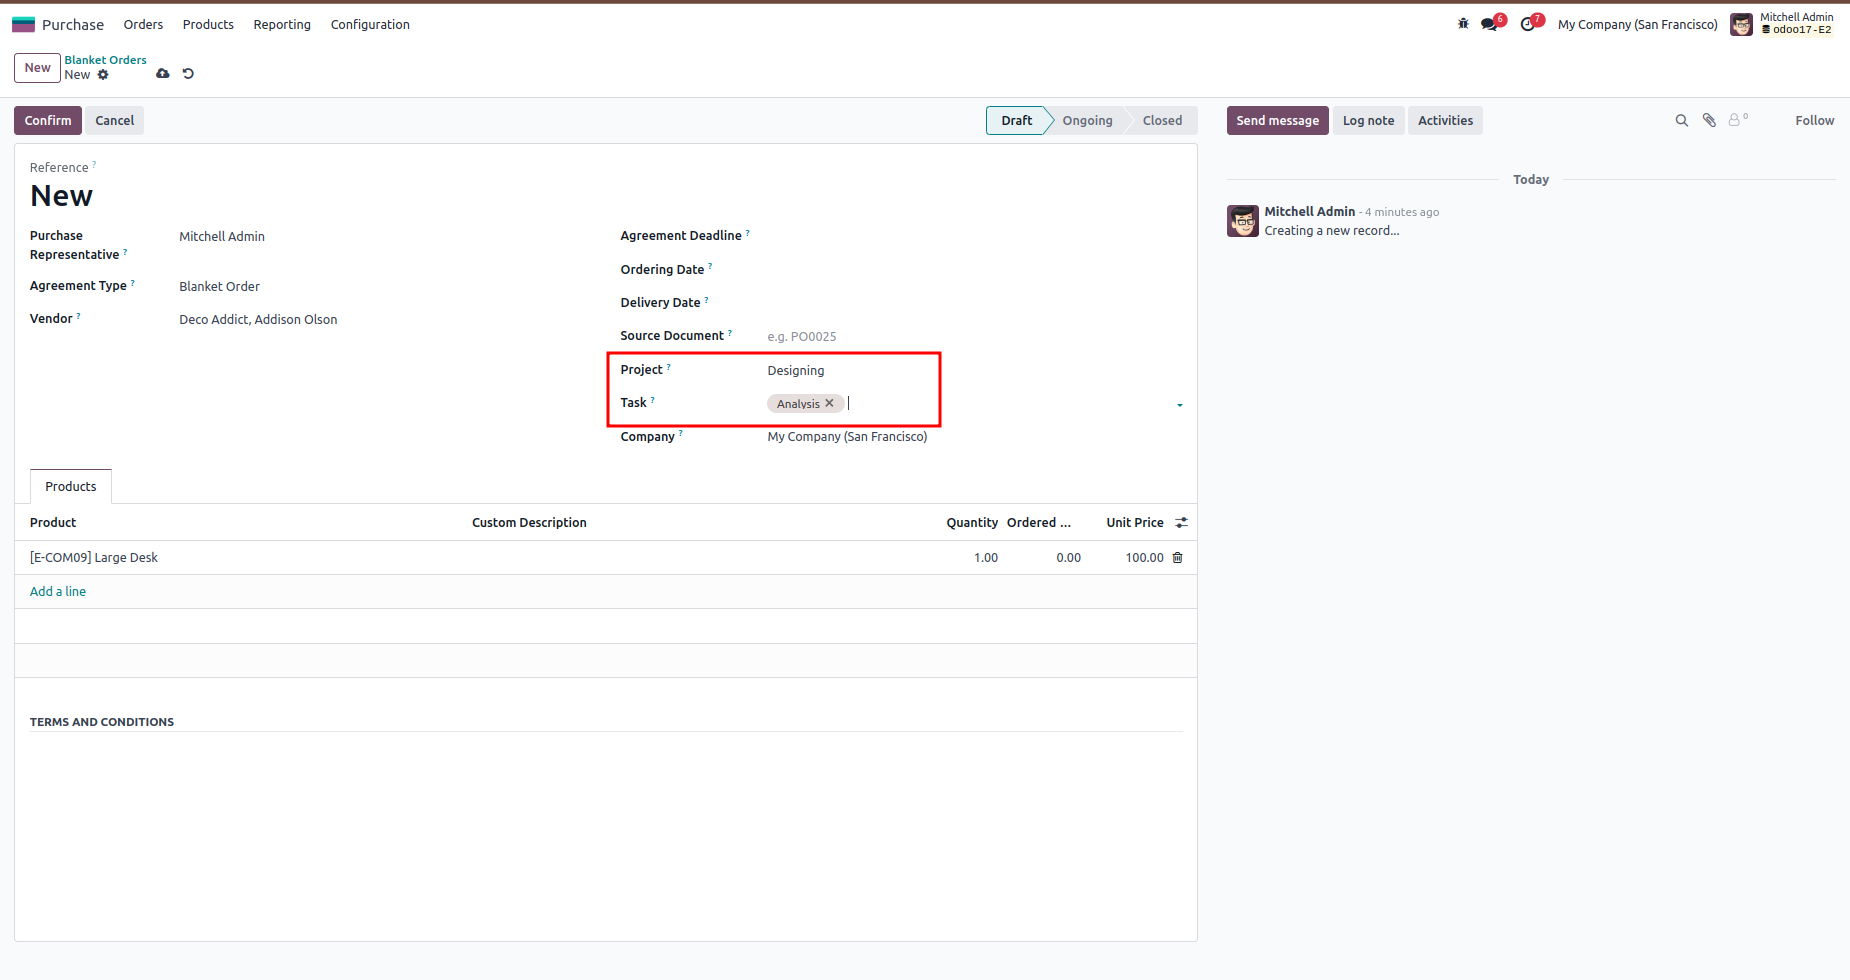 Purchase Orders Products Reporting Configuration 6 7 My Company (San Francisco) Mitchell Admin
odoo17-E2
New Blanket Orders
New
Confirm Cancel Draft Ongoing Closed Send message Log note Activities 0 Follow
Reference ?
New
Today
Mitchell Admin - 4 minutes ago
Creating a new record...
Purchase Representative ? Mitchell Admin
Agreement Type ? Blanket Order
Vendor ? Deco Addict, Addison Olson
Agreement Deadline ?
Ordering Date ?
Delivery Date ?
Source Document ? e.g. PO0025
Project ? Designing
Task ? Analysis
Company ? My Company (San Francisco)
Products
Product Custom Description Quantity Ordered ... Unit Price
[E-COM09] Large Desk 1.00 0.00 100.00
Add a line
TERMS AND CONDITIONS